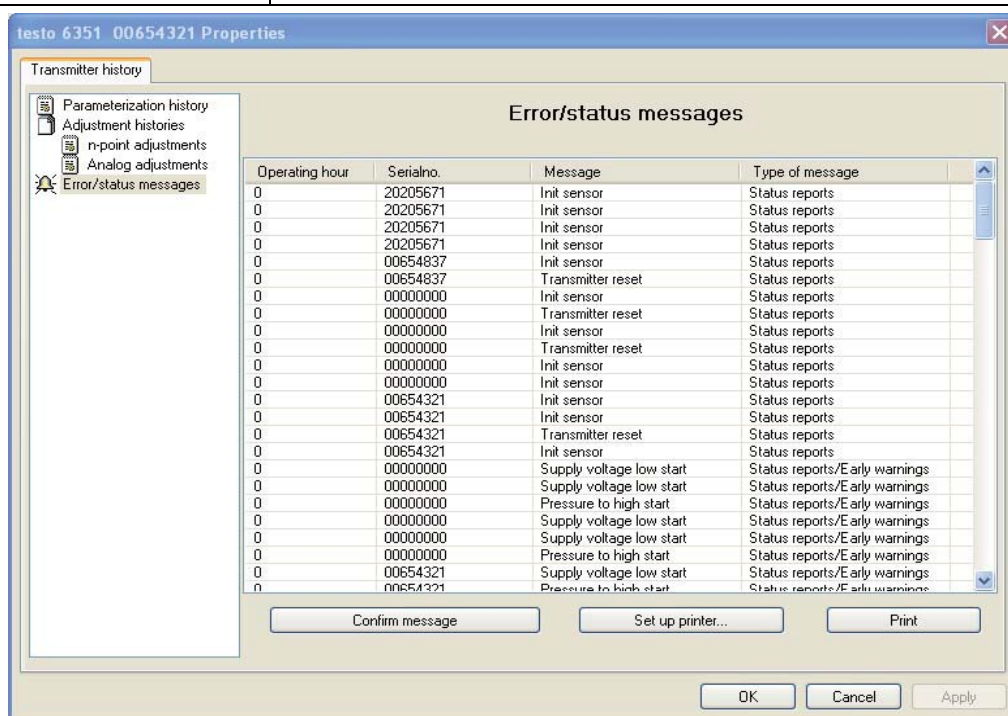 testo 6351 00654321 Properties
Transmitter history
Parameterization history
Adjustment histories
n-point adjustments
Analog adjustments
Error/status messages
Error/status messages
Operating hour Serialno. Message Type of message
0 20205671 Init sensor Status reports
0 20205671 Init sensor Status reports
0 20205671 Init sensor Status reports
0 20205671 Init sensor Status reports
0 00654837 Init sensor Status reports
0 00654837 Transmitter reset Status reports
0 00000000 Init sensor Status reports
0 00000000 Transmitter reset Status reports
0 00000000 Init sensor Status reports
0 00000000 Transmitter reset Status reports
0 00000000 Init sensor Status reports
0 00000000 Init sensor Status reports
0 00654321 Init sensor Status reports
0 00654321 Init sensor Status reports
0 00654321 Transmitter reset Status reports
0 00654321 Init sensor Status reports
0 00000000 Supply voltage low start Status reports/Early warnings
0 00000000 Supply voltage low start Status reports/Early warnings
0 00000000 Pressure to high start Status reports/Early warnings
0 00000000 Supply voltage low start Status reports/Early warnings
0 00000000 Supply voltage low start Status reports/Early warnings
0 00000000 Pressure to high start Status reports/Early warnings
0 00654321 Supply voltage low start Status reports/Early warnings
0 00654321 Pressure to high start Status reports/Early warnings
Confirm message Set up printer... Print
OK Cancel Apply